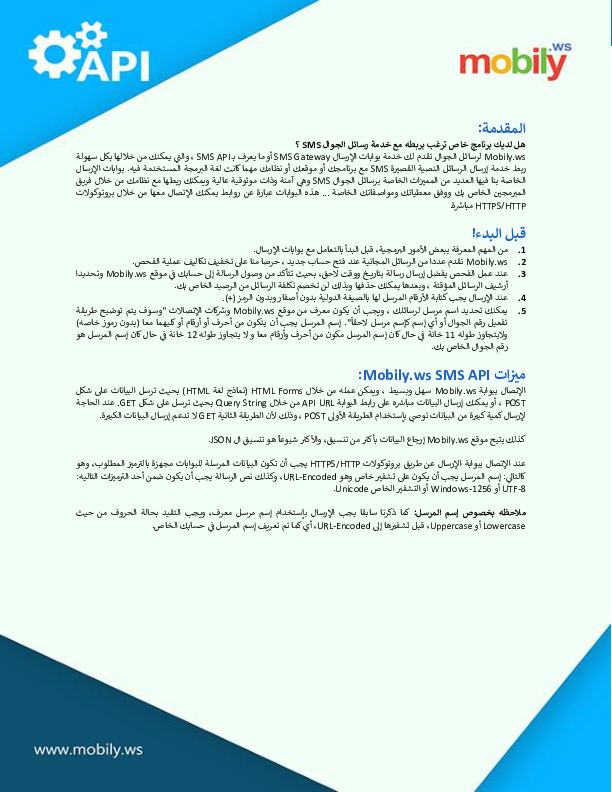 API
mobily.ws
المقدمة:
هل لديك برنامج خاص ترغب بربطه مع خدمة رسائل الجوال SMS ؟
Mobily.ws لرسائل الجوال تقدم لك خدمة بوابات الإرسال SMS Gateway أو ما يعرف بـ SMS API ، والتي يمكنك من خلالها بكل سهولة
ربط خدمة إرسال الرسائل النصية القصيرة SMS مع برنامجك أو موقعك أو نظامك مهما كانت لغة البرمجة المستخدمة فيه. بوابات الإرسال
الخاصة بنا فيها العديد من المميزات الخاصة برسائل الجوال SMS وهي آمنة وذات موثوقية عالية ويمكنك ربطها مع نظامك من خلال فريق
المبرمجين الخاص بك ووفق معطياتك ومواصفاتك الخاصة ... هذه البوابات عبارة عن روابط يمكنك الإتصال معها من خلال بروتوكولات
HTTPS/HTTP مباشرة.
قبل البدء!
1. من المهم المعرفة ببعض الأمور البرمجية، قبل البدأ بالتعامل مع بوابات الإرسال.
2. Mobily.ws تقدم عددا من الرسائل المجانية عند فتح حساب جديد ، حرصا منا على تخفيف تكاليف عملية الفحص.
3. عند عمل الفحص يفضل إرسال رسالة بتاريخ ووقت لاحق، بحيث تتأكد من وصول الرسالة إلى حسابك في موقع Mobily.ws وتحديدا
أرشيف الرسائل المؤقتة ، وبعدها يمكنك حذفها وبذلك لن تخصم تكلفة الرسائل من الرصيد الخاص بك.
4. عند الإرسال يجب كتابة الأرقام المرسل لها بالصيغة الدولية بدون أصفار وبدون الرمز (+).
5. يمكنك تحديد اسم مرسل لرسائلك ، ويجب أن يكون معرف من موقع Mobily.ws وشركات الإتصالات "وسوف يتم توضيح طريقة
تفعيل رقم الجوال أو أي إسم كإسم مرسل لاحقاً". إسم المرسل يجب أن يتكون من أحرف أو أرقام أو كليهما معا (بدون رموز خاصه)
ولايتجاوز طوله 11 خانة في حال كان إسم المرسل مكون من أحرف وأرقام معا و لا يتجاوز طوله 12 خانة في حال كان إسم المرسل هو
رقم الجوال الخاص بك.
ميزات Mobily.ws SMS API:
الإتصال ببوابة Mobily.ws سهل وبسيط ، ويمكن عمله من خلال HTML Forms (نماذج لغة HTML) بحيث ترسل البيانات على شكل
POST ، أو يمكنك إرسال البيانات مباشره على رابط البوابة API URL من خلال Query String بحيث ترسل على شكل GET. عند الحاجة
لإرسال كمية كبيرة من البيانات نوصي بإستخدام الطريقة الأولى POST ، وذلك لأن الطريقة الثانية GET لا تدعم إرسال البيانات الكبيرة.
كذلك يتيح موقع Mobily.ws إرجاع البيانات بأكثر من تنسيق، والأكثر شيوعاً هو تنسيق ال JSON.
عند الإتصال ببوابة الإرسال عن طريق بروتوكولات HTTPS/HTTP يجب أن تكون البيانات المرسلة للبوابات مجهزة بالترميز المطلوب، وهو
كالتالي: إسم المرسل يجب أن يكون على تشفير خاص وهو URL-Encoded، وكذلك نص الرسالة يجب أن يكون ضمن أحد الترميزات التاليه:
UTF-8 أو Windows-1256 أو التشفير الخاص Unicode.
ملاحظه بخصوص إسم المرسل: كما ذكرنا سابقا يجب الإرسال بإستخدام إسم مرسل معرف، ويجب التقيد بحالة الحروف من حيث
Lowercase أو Uppercase، قبل تشفيرها إلى URL-Encoded، أي كما تم تعريف إسم المرسل في حسابك الخاص.
www.mobily.ws